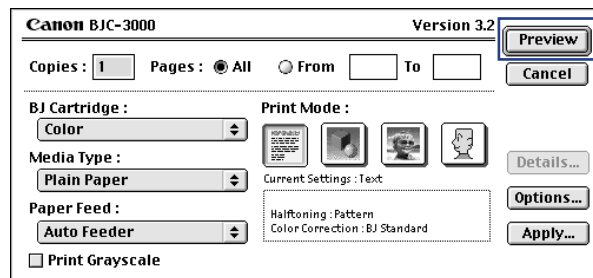 Canon BJC-3000 Version 3.2
Preview
Copies : 1 Pages : All From To
Cancel
BJ Cartridge :
Color
Media Type :
Plain Paper
Paper Feed :
Auto Feeder
Print Grayscale
Print Mode :
Current Settings : Text
Halftoning : Pattern
Color Correction : BJ Standard
Details...
Options...
Apply...